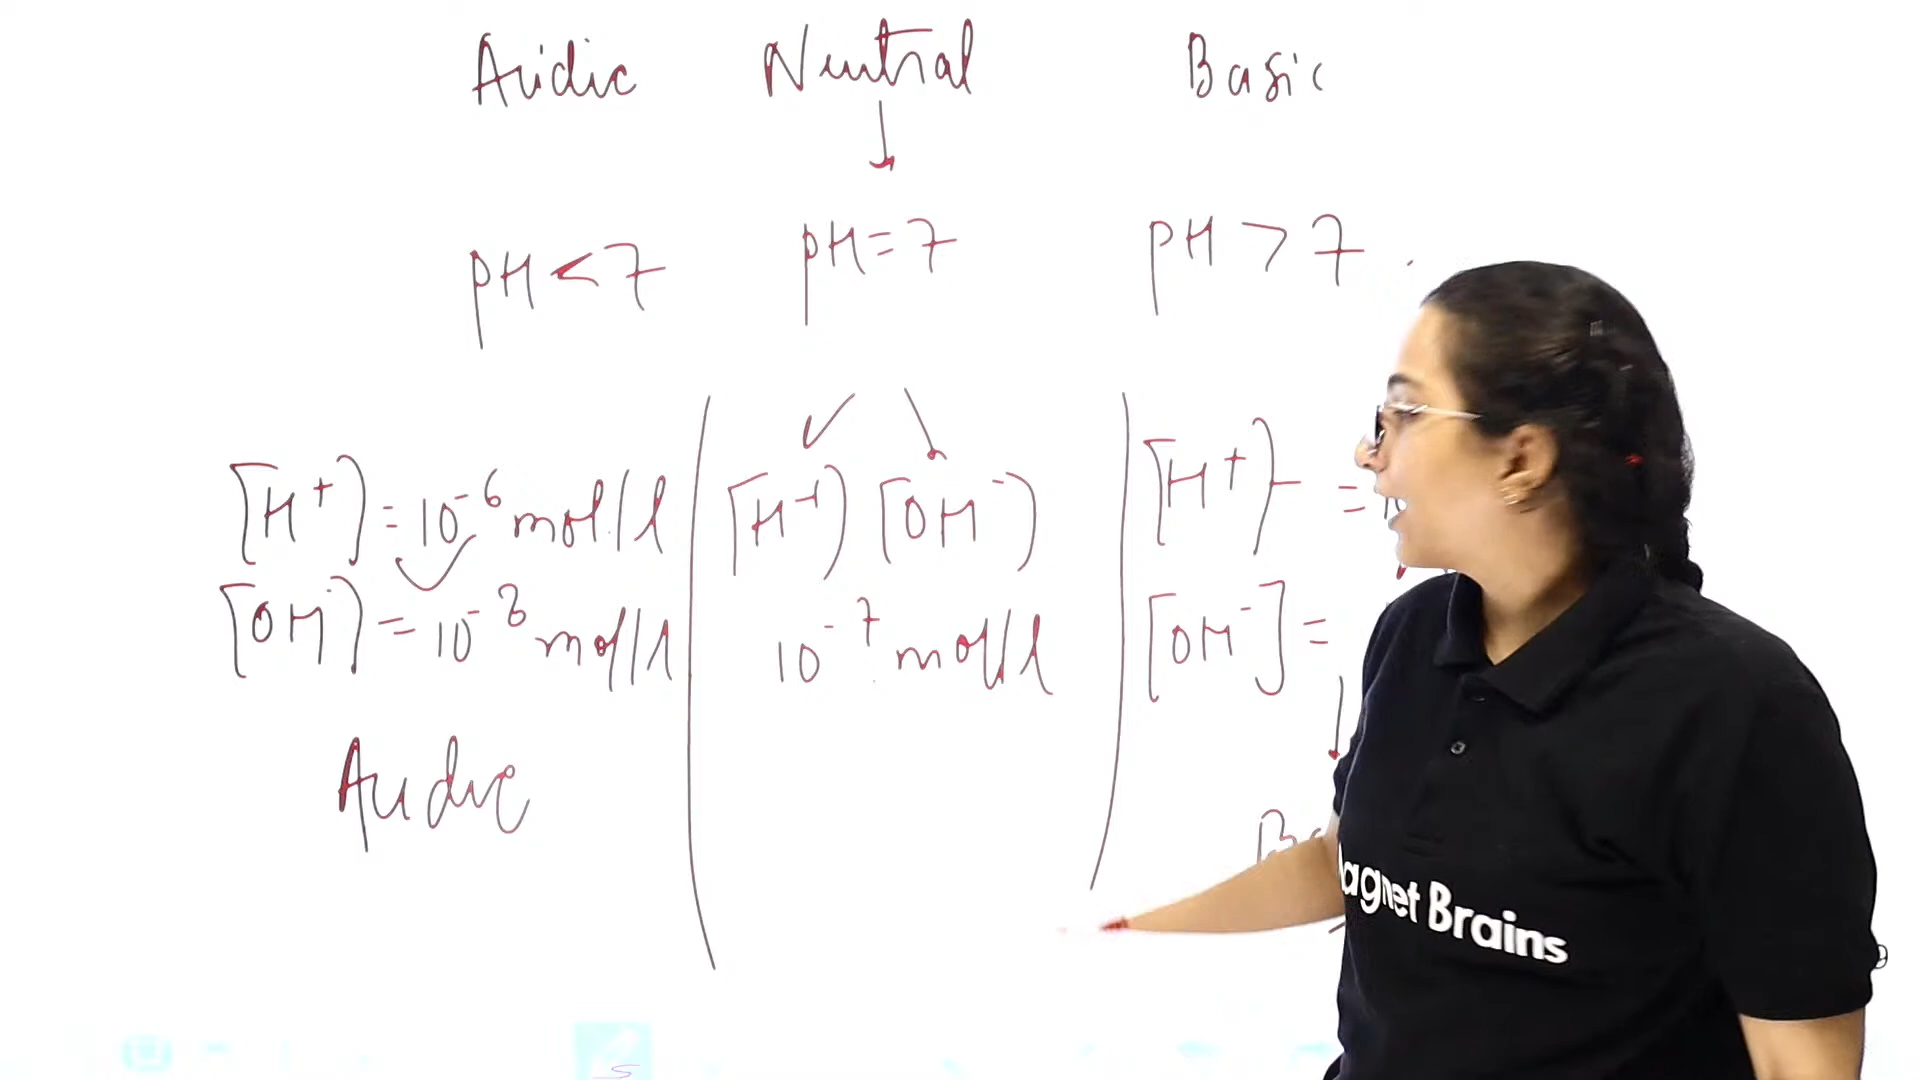 Acidic Neutral Basic
pH < 7 pH = 7 pH > 7
[H+] = 10-6 mol/l [H+] [OH-] [H+] =
[OH-] = 10-8 mol/l 10-7 mol/l [OH-] =
Acidic
agnet Brains